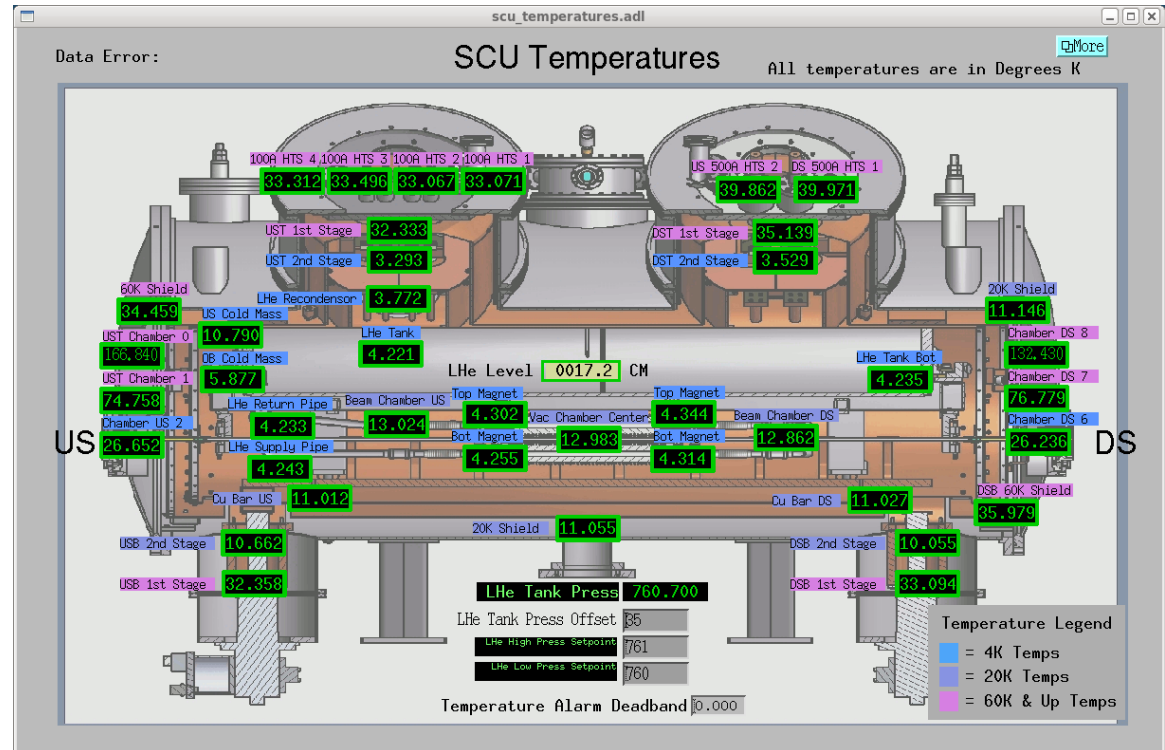 scu_temperatures.adl
Data Error:
SCU Temperatures
More
All temperatures are in Degrees K
100A HTS 4 100A HTS 3 100A HTS 2 100A HTS 1
33.312 33.496 33.067 33.071
US 500A HTS 2 DS 500A HTS 1
39.862 39.971
UST 1st Stage 32.333
DST 1st Stage 35.139
UST 2nd Stage 3.293
DST 2nd Stage 3.529
60K Shield
34.459
LHe Recondensor 3.772
20K Shield
11.146
US Cold Mass
10.790
UST Chamber 0
166.840
LHe Tank
4.221
Chamber DS 8
132.430
OB Cold Mass
5.877
LHe Level 0017.2 CM
LHe Tank Bot
4.235
UST Chamber 1
74.758
Chamber DS 7
76.779
LHe Return Pipe
4.233
Beam Chamber US
13.024
Top Magnet
4.302
Vac Chamber Center
12.983
Top Magnet
4.344
Beam Chamber DS
12.862
Chamber US 2
26.652
Chamber DS 6
26.236
US
DS
LHe Supply Pipe
4.243
Bot Magnet
4.255
Bot Magnet
4.314
Cu Bar US 11.012
Cu Bar DS 11.027
DSB 60K Shield
35.979
20K Shield 11.055
USB 2nd Stage 10.662
DSB 2nd Stage 10.055
USB 1st Stage 32.358
DSB 1st Stage 33.094
LHe Tank Press 760.700
LHe Tank Press Offset 35
LHe High Press Setpoint 761
LHe Low Press Setpoint 760
Temperature Alarm Deadband 0.000
Temperature Legend
= 4K Temps
= 20K Temps
= 60K & Up Temps